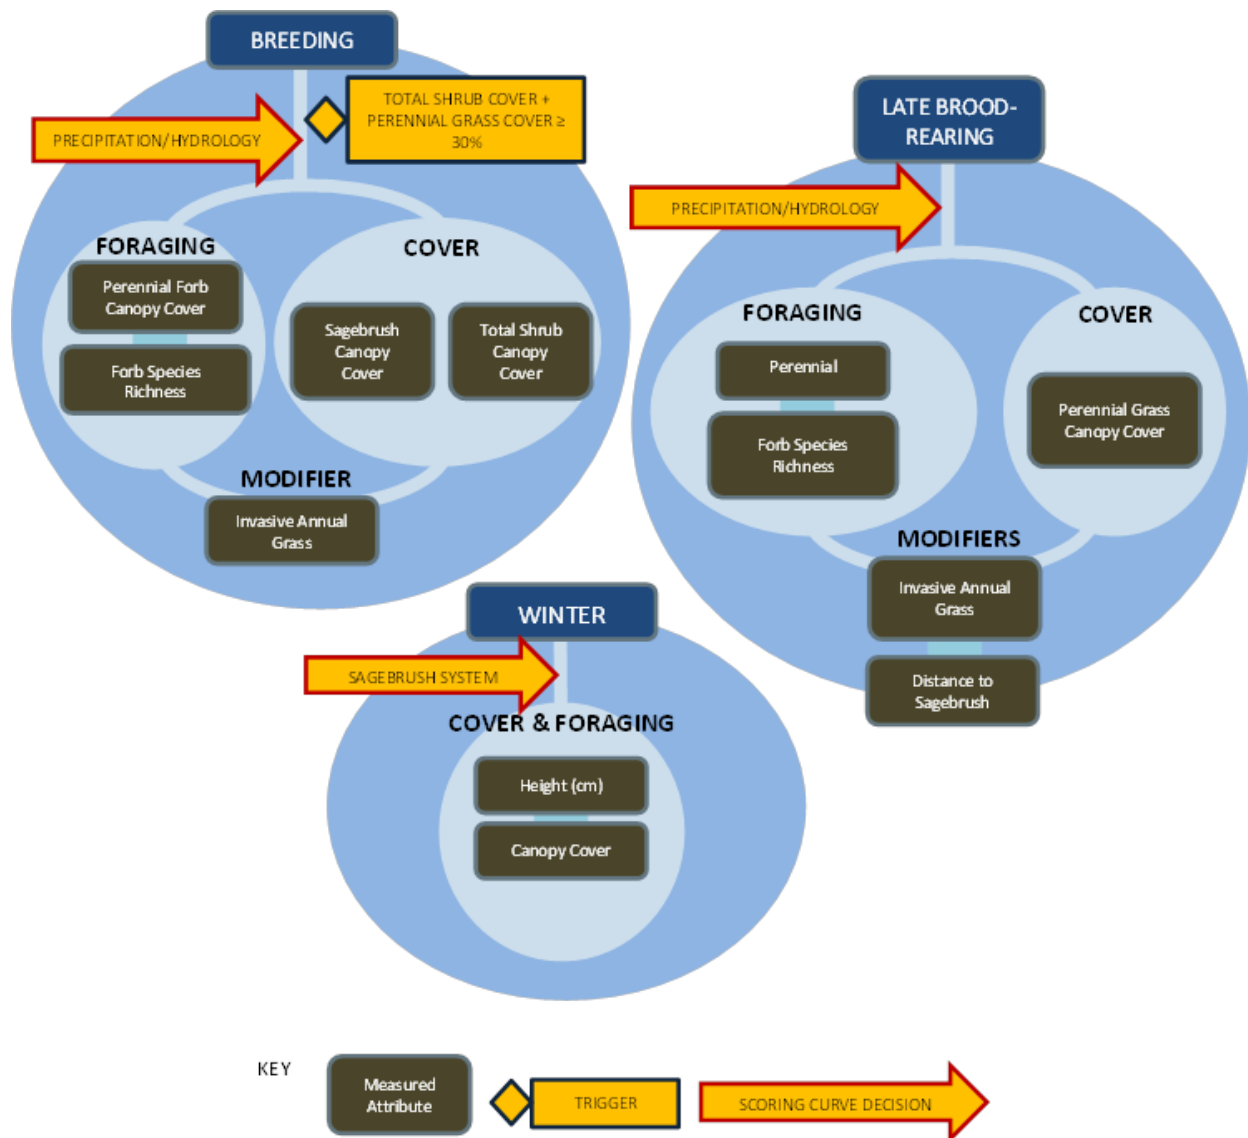 BREEDING
TOTAL SHRUB COVER +
PERENNIAL GRASS COVER ≥
30%
PRECIPITATION/HYDROLOGY
FORAGING
Perennial Forb
Canopy Cover
Forb Species
Richness
COVER
Sagebrush
Canopy
Cover
Total Shrub
Canopy
Cover
MODIFIER
Invasive Annual
Grass
LATE BROOD-
REARING
PRECIPITATION/HYDROLOGY
FORAGING
Perennial
Forb Species
Richness
COVER
Perennial Grass
Canopy Cover
MODIFIERS
Invasive Annual
Grass
Distance to
Sagebrush
WINTER
SAGEBRUSH SYSTEM
COVER & FORAGING
Height (cm)
Canopy Cover
KEY
Measured
Attribute
TRIGGER
SCORING CURVE DECISION